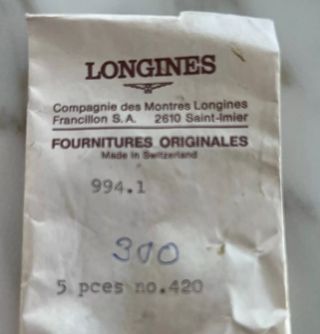 LONGINES
Compagnie des Montres Longines
Francillon S.A. 2610 Saint-Imier
FOURNITURES ORIGINALES
Made in Switzerland
994.1
300
5 pces no.420